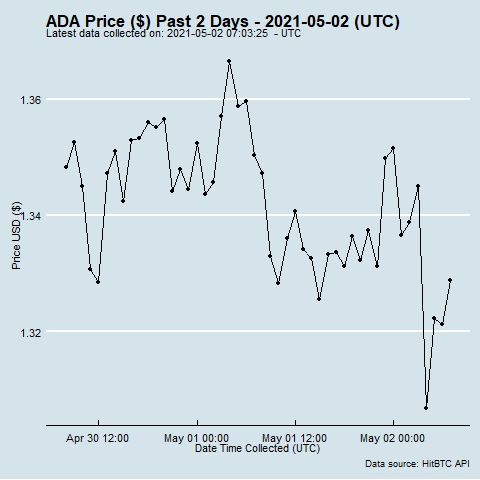 ADA Price ($) Past 2 Days - 2021-05-02 (UTC)
Latest data collected on: 2021-05-02 07:03:25  - UTC
1.36
1.34
1.32
Price USD ($)
Apr 30 12:00
May 01 00:00
May 01 12:00
May 02 00:00
Date Time Collected (UTC)
Data source: HitBTC API